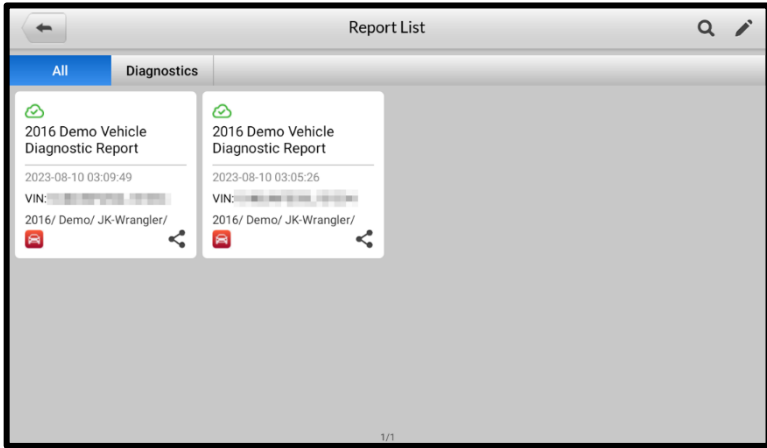 Report List
All
Diagnostics
2016 Demo Vehicle
Diagnostic Report
2023-08-10 03:09:49
VIN:
2016/ Demo/ JK-Wrangler/
2016 Demo Vehicle
Diagnostic Report
2023-08-10 03:05:26
VIN:
2016/ Demo/ JK-Wrangler/
1/1